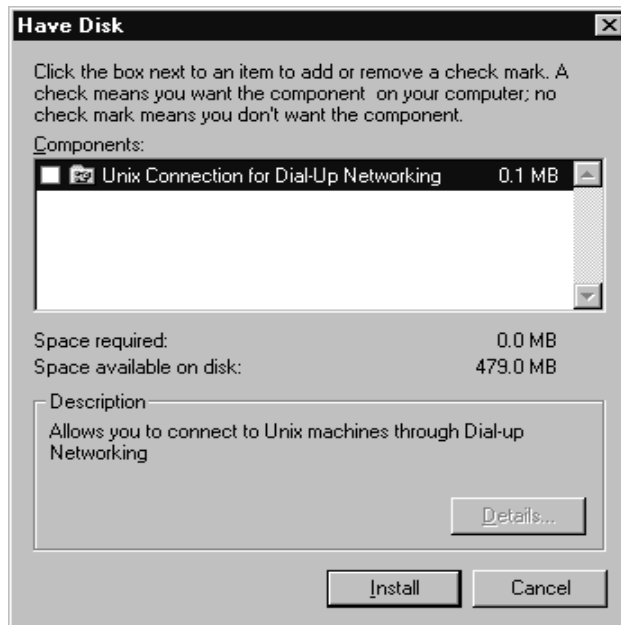 Have Disk
Click the box next to an item to add or remove a check mark. A
check means you want the component  on your computer; no
check mark means you don't want the component.
Components:
Unix Connection for Dial-Up Networking 0.1 MB
Space required: 0.0 MB
Space available on disk: 479.0 MB
Description
Allows you to connect to Unix machines through Dial-up
Networking
Details...
Install Cancel